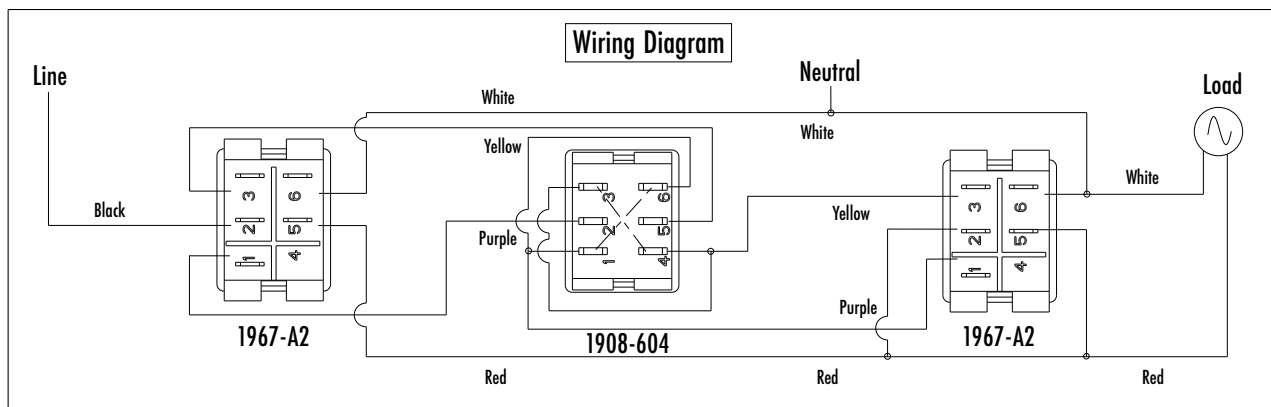 Wiring Diagram
Line
Neutral
Load
White
White
Yellow
White
Black
Yellow
Purple
Purple
3
6
2
5
1
4
3
6
2
5
1
4
3
6
2
5
1
4
1967-A2
1908-604
1967-A2
Red
Red
Red